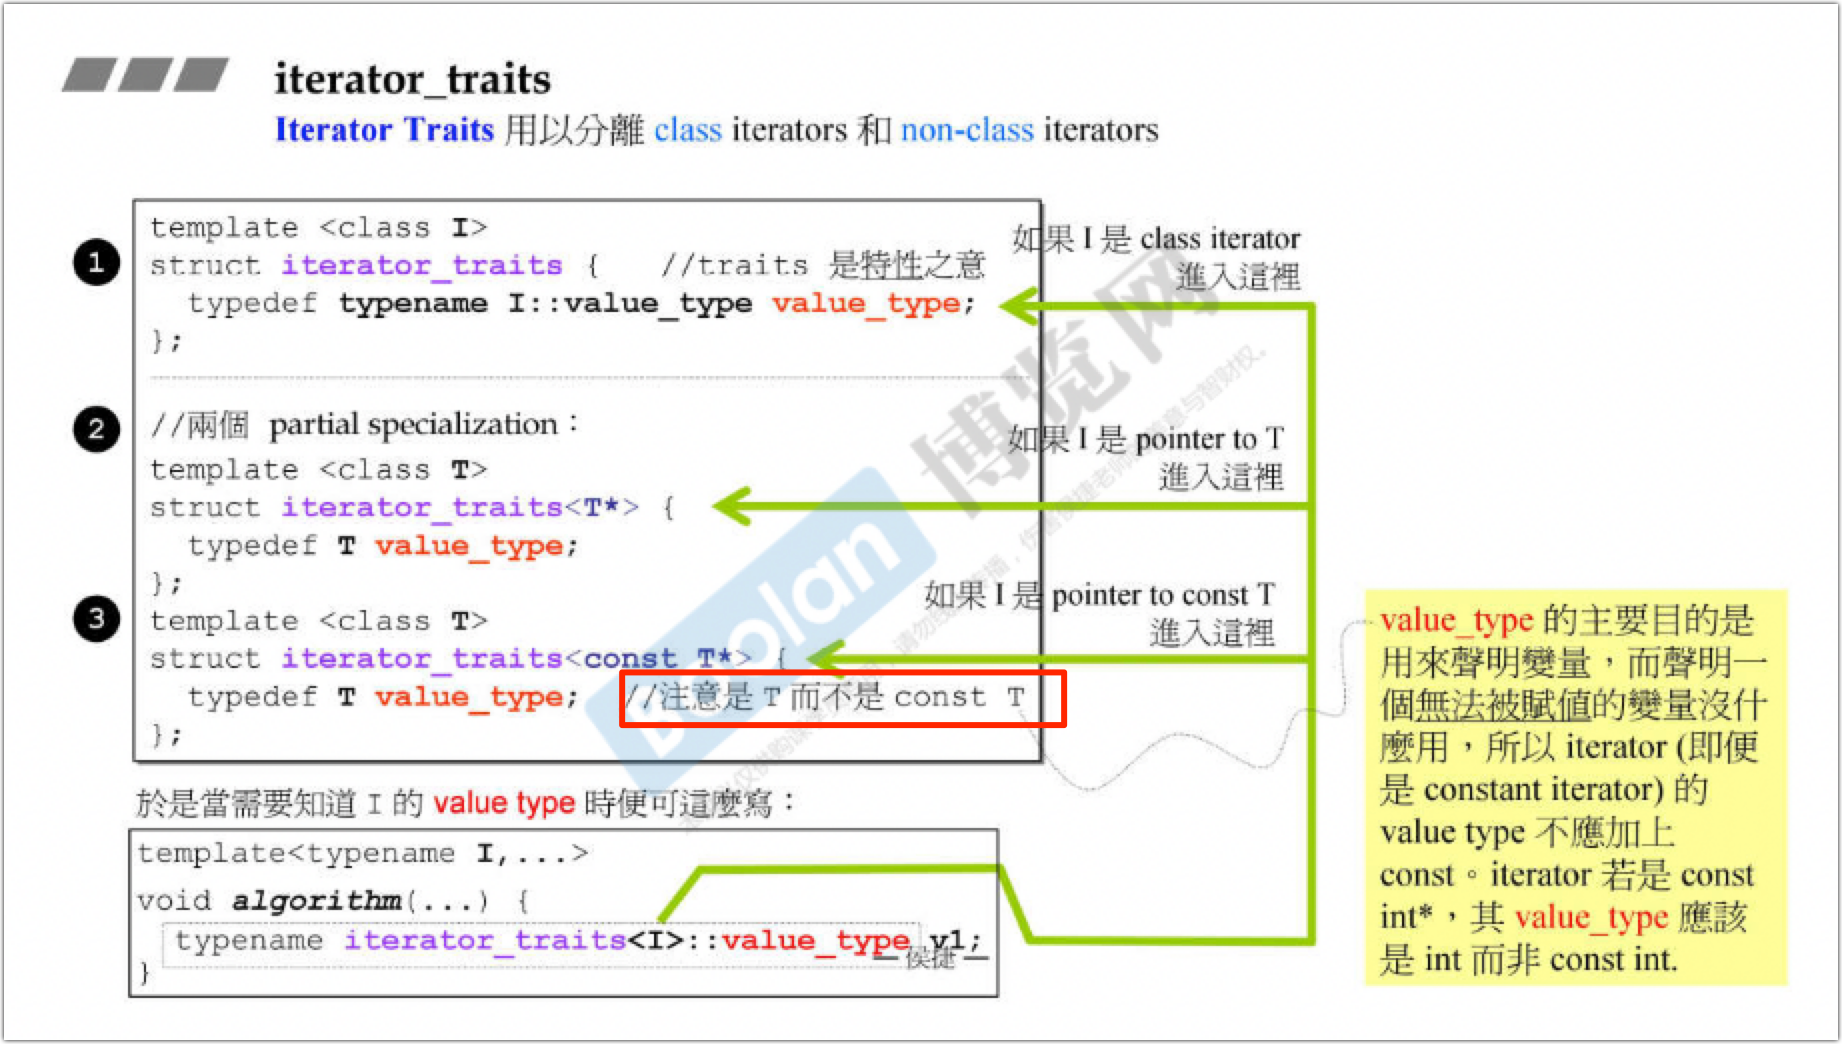 iterator_traits
Iterator Traits 用以分離 class iterators 和 non-class iterators
1
template <class I>
struct iterator_traits { //traits 是特性之意
typedef typename I::value_type value_type;
};
如果 I 是 class iterator
進入這裡
2
//兩個 partial specialization：
template <class T>
struct iterator_traits<T*> {
typedef T value_type;
};
如果 I 是 pointer to T
進入這裡
3
template <class T>
struct iterator_traits<const T*> {
typedef T value_type; //注意是 T 而不是 const T
};
如果 I 是 pointer to const T
進入這裡
於是當需要知道 I 的 value type 時便可這麼寫：
template<typename I,...>
void algorithm(...) {
typename iterator_traits<I>::value_type v1;
}
侯捷
value_type 的主要目的是
用來聲明變量，而聲明一
個無法被賦值的變量沒什
麼用，所以 iterator (即便
是 constant iterator) 的
value type 不應加上
const。iterator 若是 const
int*，其 value_type 應該
是 int 而非 const int.
Boolan
博览网